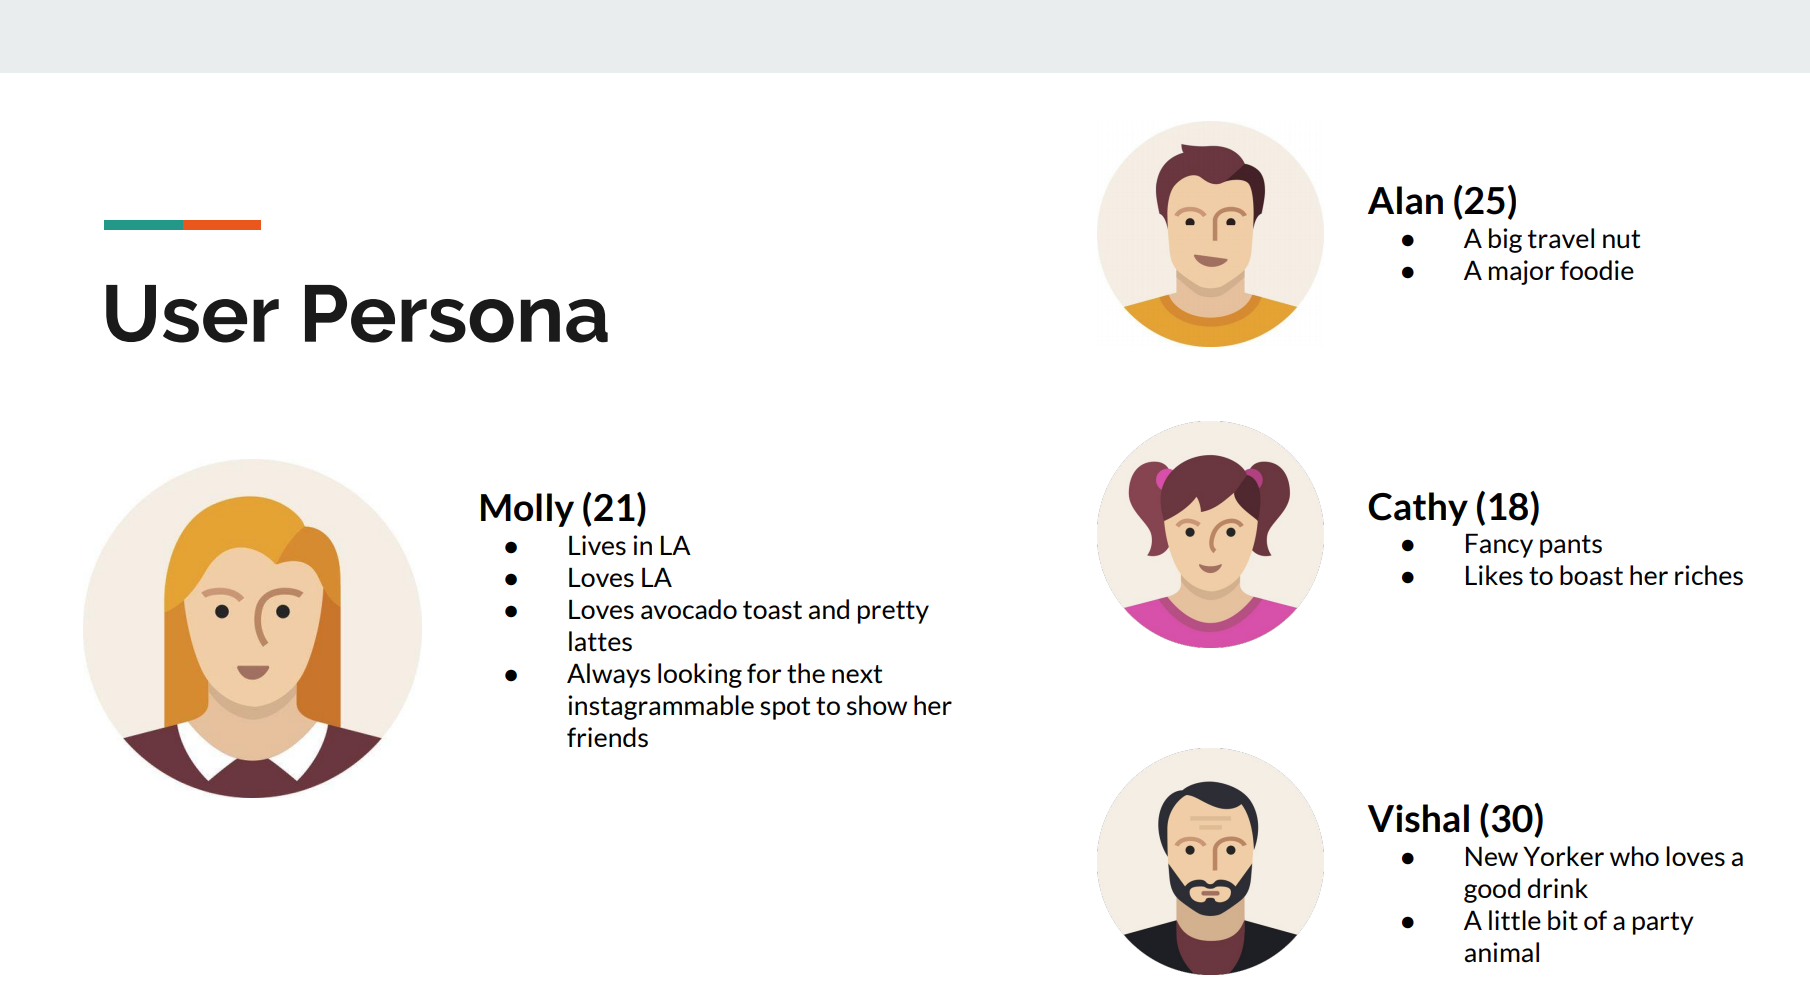 User Persona
Molly (21)
● Lives in LA
● Loves LA
● Loves avocado toast and pretty
lattes
● Always looking for the next
instagrammable spot to show her
friends
Alan (25)
● A big travel nut
● A major foodie
Cathy (18)
● Fancy pants
● Likes to boast her riches
Vishal (30)
● New Yorker who loves a
good drink
● A little bit of a party
animal